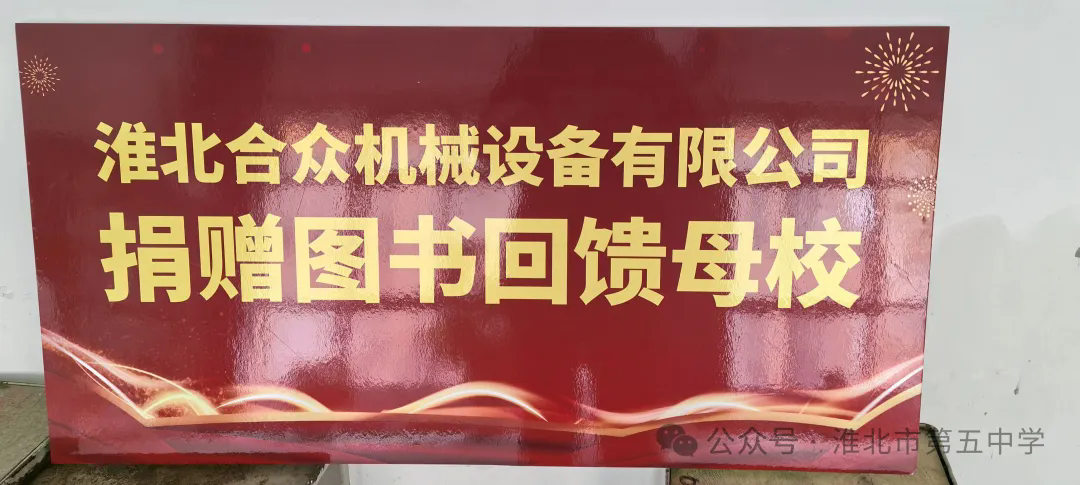 淮北合众机械设备有限公司
捐赠图书回馈母校
公众号·淮北市第五中学